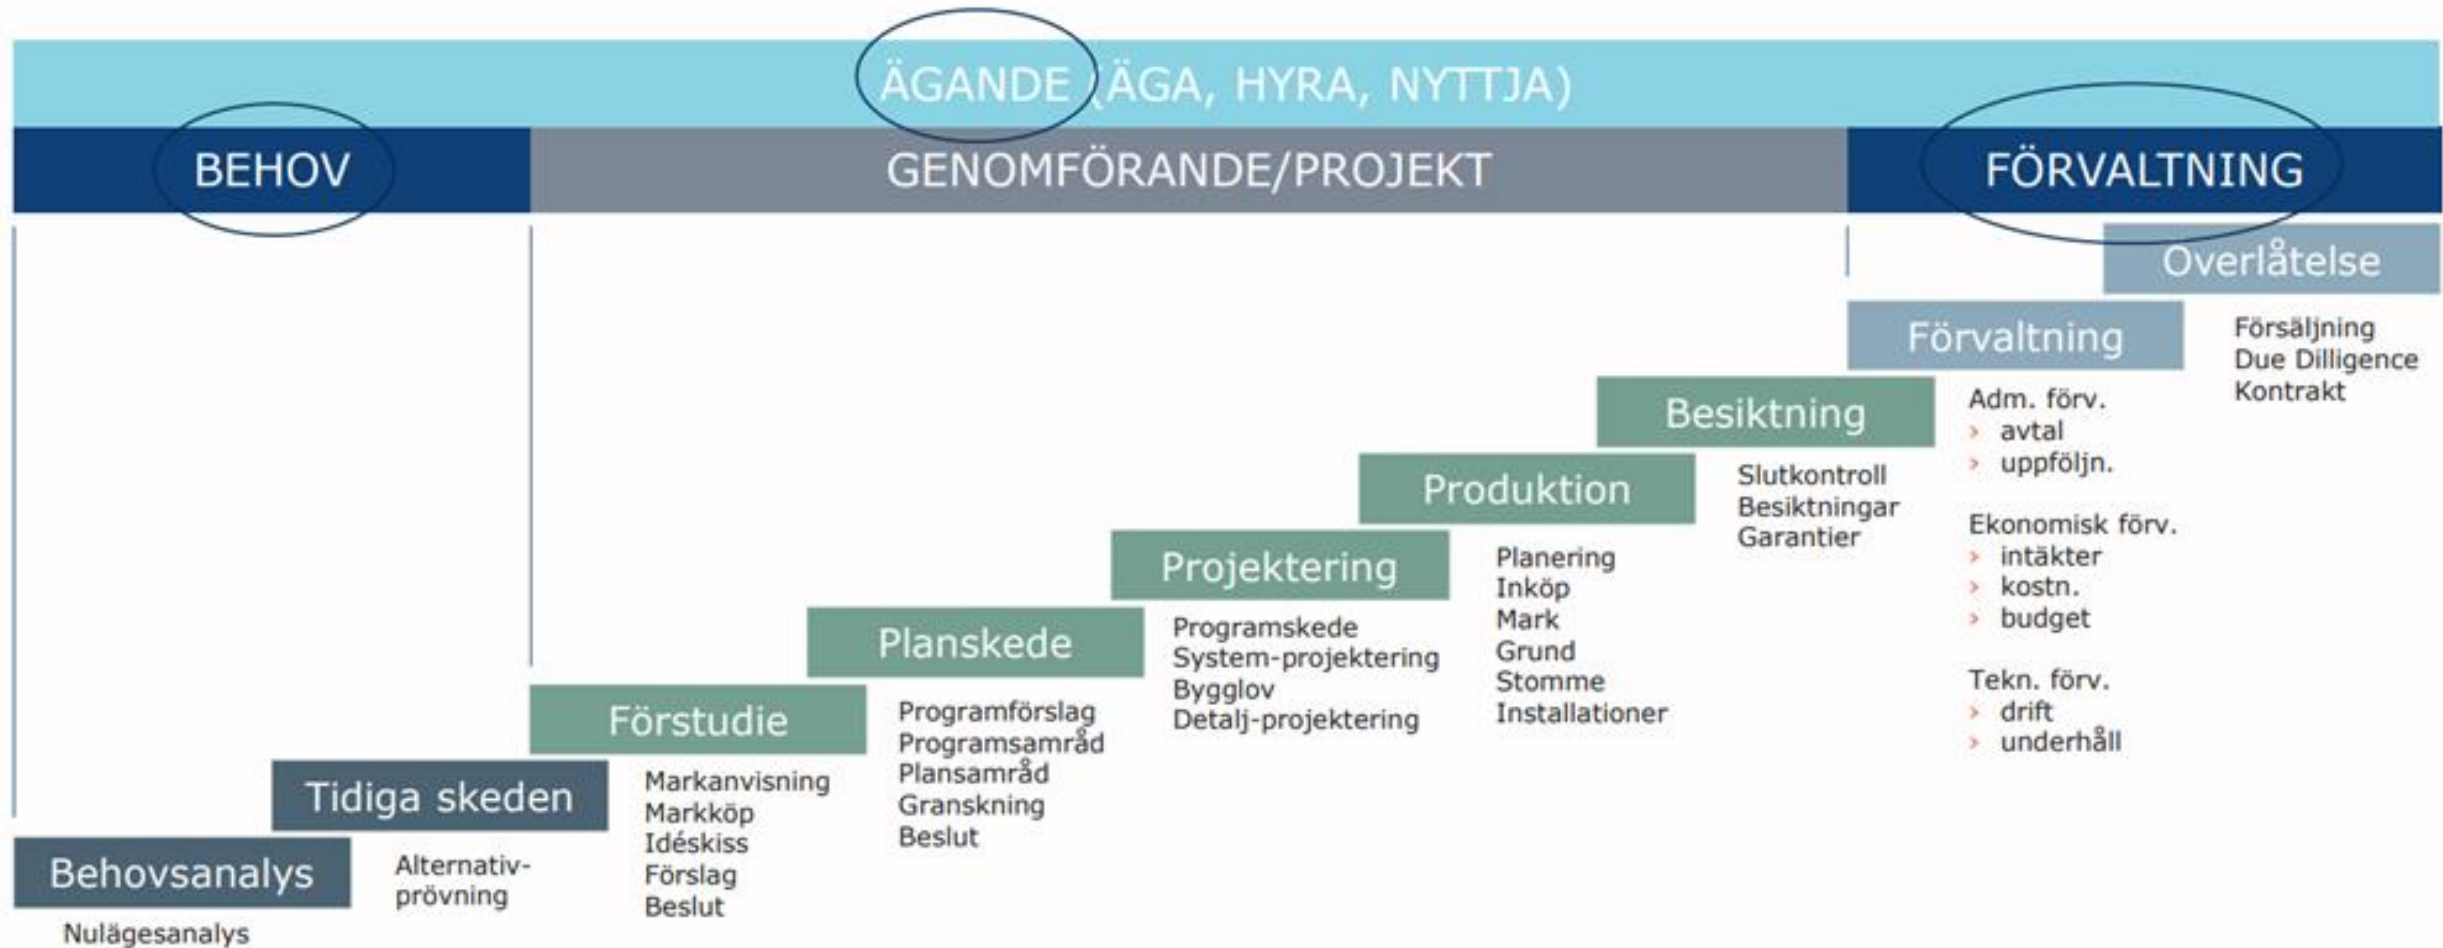 ÄGANDE (ÄGA, HYRA, NYTTJA)
BEHOV
GENOMFÖRANDE/PROJEKT
FÖRVALTNING
Behovsanalys
Nulägesanalys
Tidiga skeden
Alternativ-
prövning
Förstudie
Markanvisning
Markköp
Idéskiss
Förslag
Beslut
Planskede
Programförslag
Programsamråd
Plansamråd
Granskning
Beslut
Projektering
Programskede
System-projektering
Bygglov
Detalj-projektering
Produktion
Planering
Inköp
Mark
Grund
Stomme
Installationer
Besiktning
Slutkontroll
Besiktningar
Garantier
Förvaltning
Adm. förv.
› avtal
› uppföljn.
Ekonomisk förv.
› intäkter
› kostn.
› budget
Tekn. förv.
› drift
› underhåll
Overlåtelse
Försäljning
Due Dilligence
Kontrakt